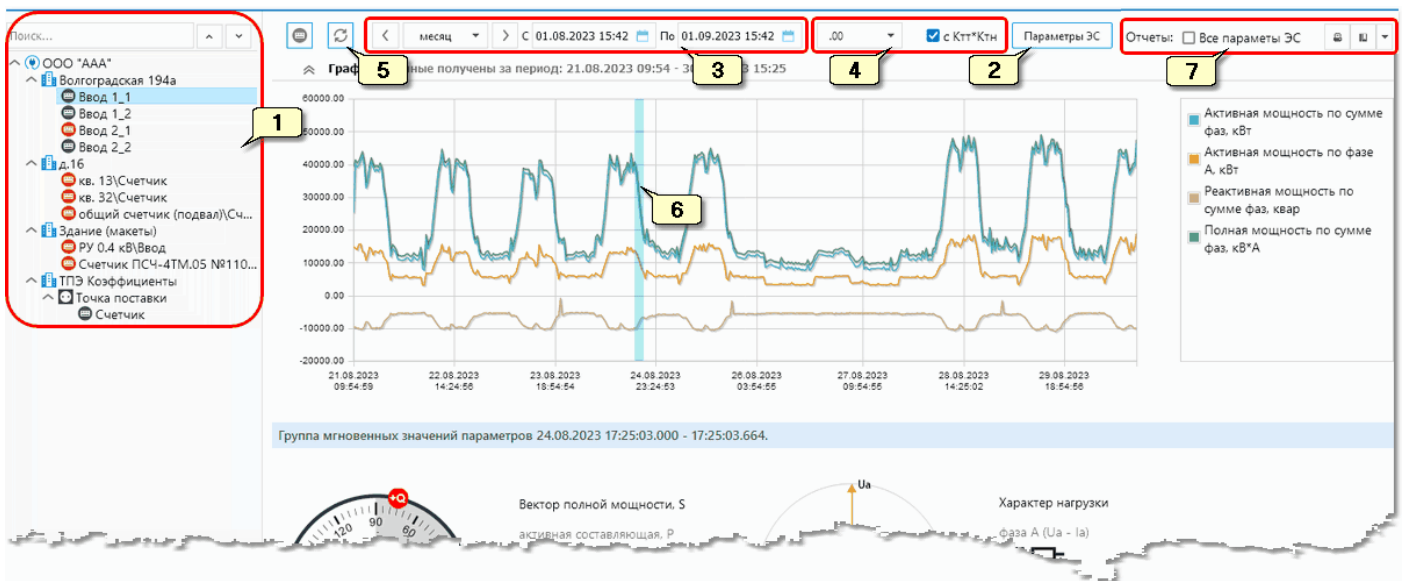 Поиск...
месяц
С 01.08.2023 15:42
По 01.09.2023 15:42
.00
с Ктт*Ктн
Параметры ЭС
Отчеты:
Все параметы ЭС
5
3
4
2
7
Граф
ные получены за период: 21.08.2023 09:54 - 3
15:25
ООО "ААА"
Волгоградская 194а
Ввод 1_1
Ввод 1_2
Ввод 2_1
Ввод 2_2
д.16
кв. 13\Счетчик
кв. 32\Счетчик
общий счетчик (подвал)\Сч...
Здание (макеты)
РУ 0.4 кВ\Ввод
Счетчик ПСЧ-4ТМ.05 №110...
ТПЭ Коэффициенты
Точка поставки
Счетчик
1
60000.00
50000.00
40000.00
30000.00
20000.00
10000.00
0.00
-10000.00
-20000.00
6
21.08.2023
09:54:59
22.08.2023
14:24:56
23.08.2023
18:54:54
24.08.2023
23:24:53
26.08.2023
03:54:55
27.08.2023
09:54:55
28.08.2023
14:25:02
29.08.2023
18:54:56
Активная мощность по сумме
фаз, кВт
Активная мощность по фазе
А, кВт
Реактивная мощность по
сумме фаз, квар
Полная мощность по сумме
фаз, кВ*А
Группа мгновенных значений параметров 24.08.2023 17:25:03.000 - 17:25:03.664.
+Q
120
90
60
Вектор полной мощности, S
активная составляющая, P
Ua
Характер нагрузки
фаза А (Ua - Ia)